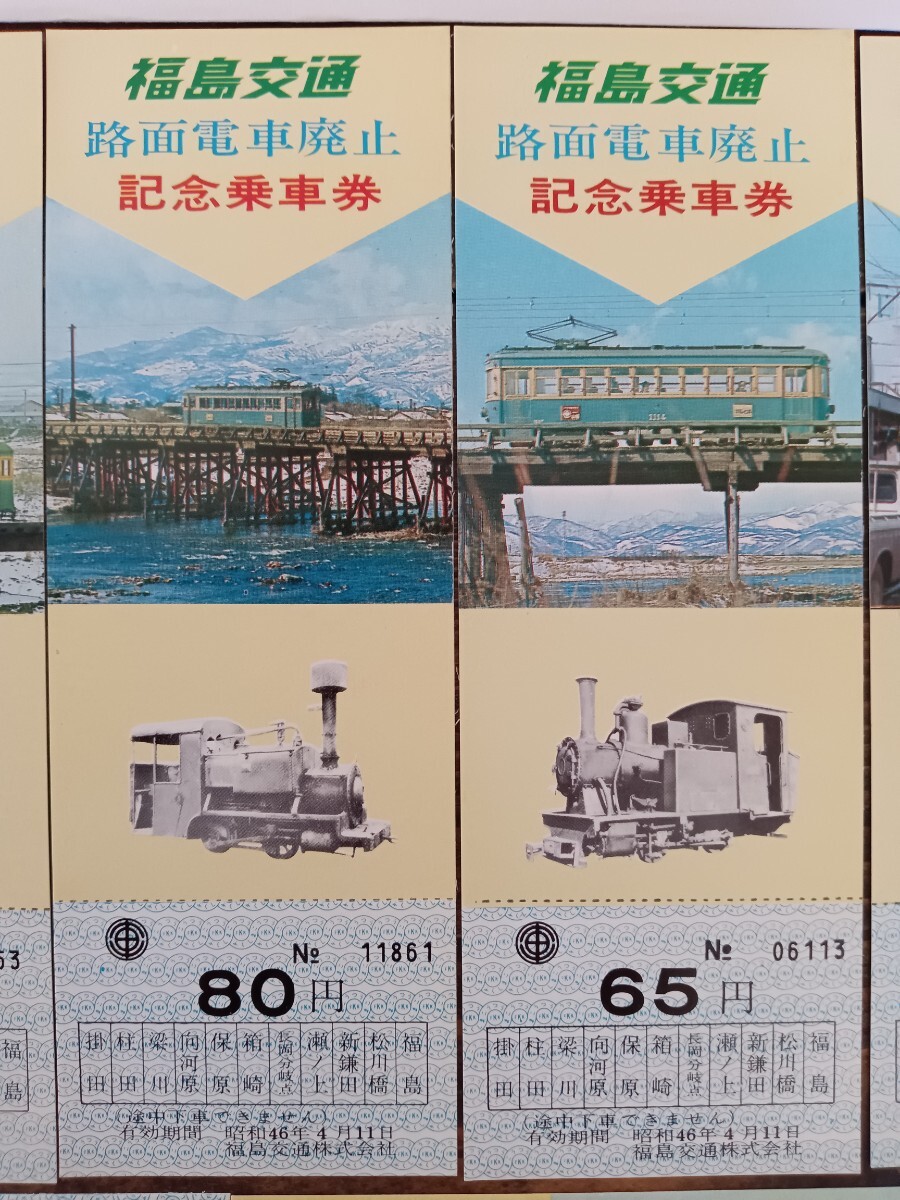 福島交通
路面電車廃止
記念乗車券
№ 11861
80円
福島
松川橋
新鎌田
瀬ノ上
長岡分岐点
箱崎
保原
向河原
梁川
柱田
掛田
(途中下車できません)
有効期間 昭和46年4月11日
福島交通株式会社
福島交通
路面電車廃止
記念乗車券
1114
№ 06113
65円
福島
松川橋
新鎌田
瀬ノ上
長岡分岐点
箱崎
保原
向河原
梁川
柱田
掛田
(途中下車できません)
有効期間 昭和46年4月11日
福島交通株式会社
53
福島